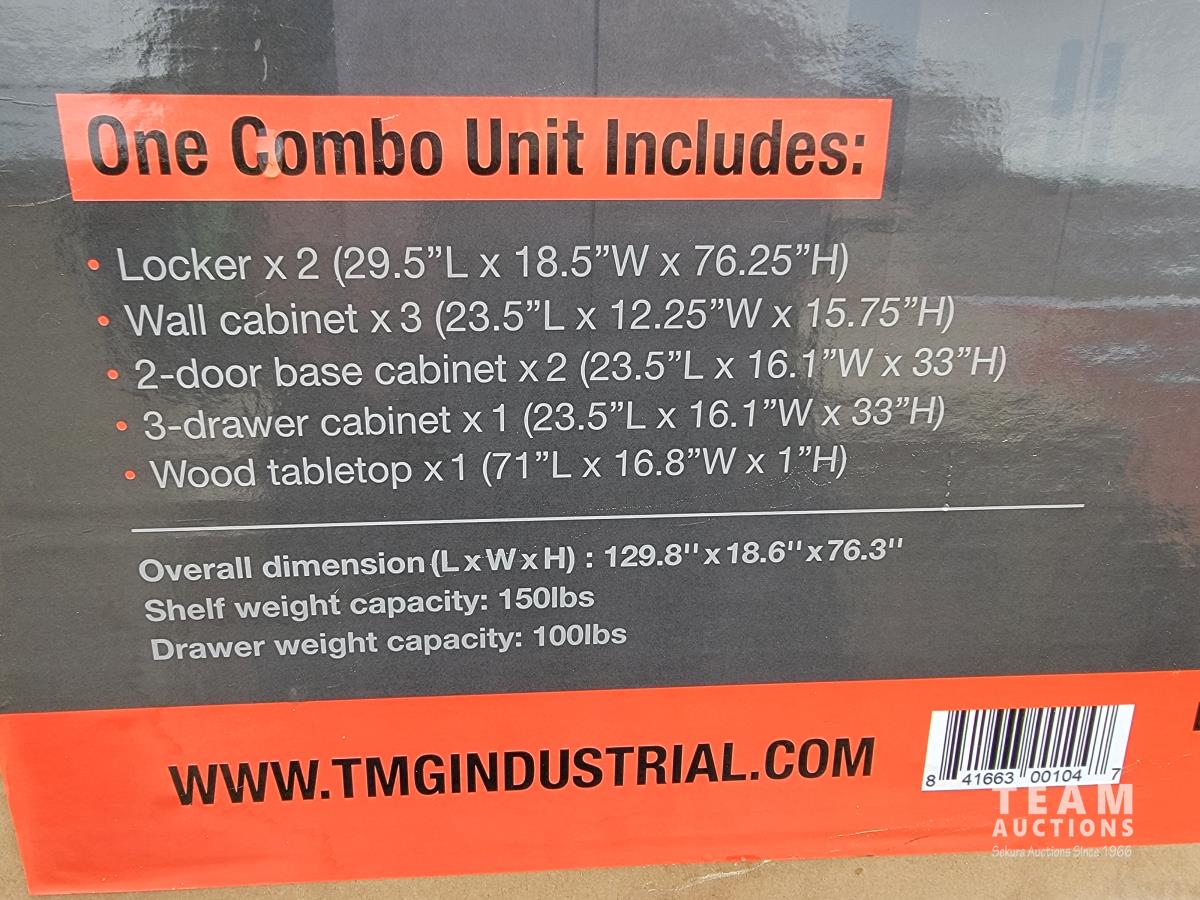 One Combo Unit Includes:
• Locker x 2 (29.5”L x 18.5”W x 76.25”H)
• Wall cabinet x 3 (23.5”L x 12.25”W x 15.75”H)
• 2-door base cabinet x 2 (23.5”L x 16.1”W x 33”H)
• 3-drawer cabinet x 1 (23.5”L x 16.1”W x 33”H)
• Wood tabletop x 1 (71”L x 16.8”W x 1”H)
Overall dimension (L x W x H) : 129.8" x 18.6" x 76.3"
Shelf weight capacity: 150lbs
Drawer weight capacity: 100lbs
WWW.TMGINDUSTRIAL.COM
8 41663 00104 7
TEAM
AUCTIONS
Sekura Auctions Since 1966